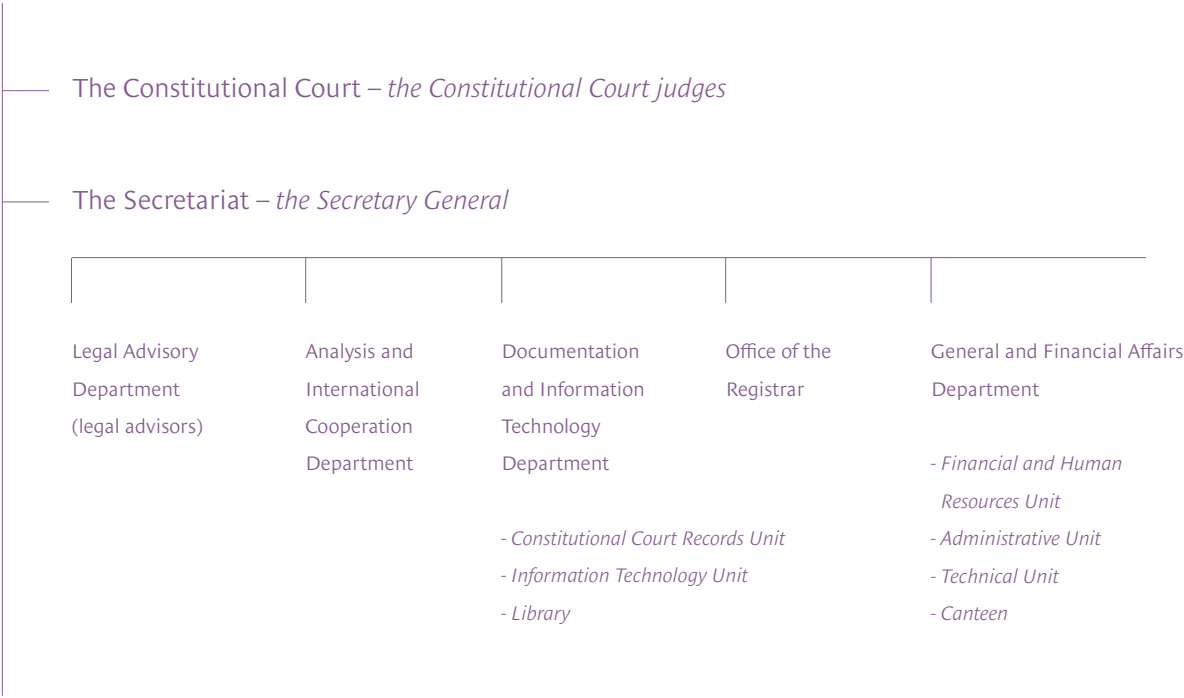 The Constitutional Court – the Constitutional Court judges
The Secretariat – the Secretary General
Legal Advisory
Department
(legal advisors)
Analysis and
International
Cooperation
Department
Documentation
and Information
Technology
Department
- Constitutional Court Records Unit
- Information Technology Unit
- Library
Office of the
Registrar
General and Financial Affairs
Department
- Financial and Human
Resources Unit
- Administrative Unit
- Technical Unit
- Canteen